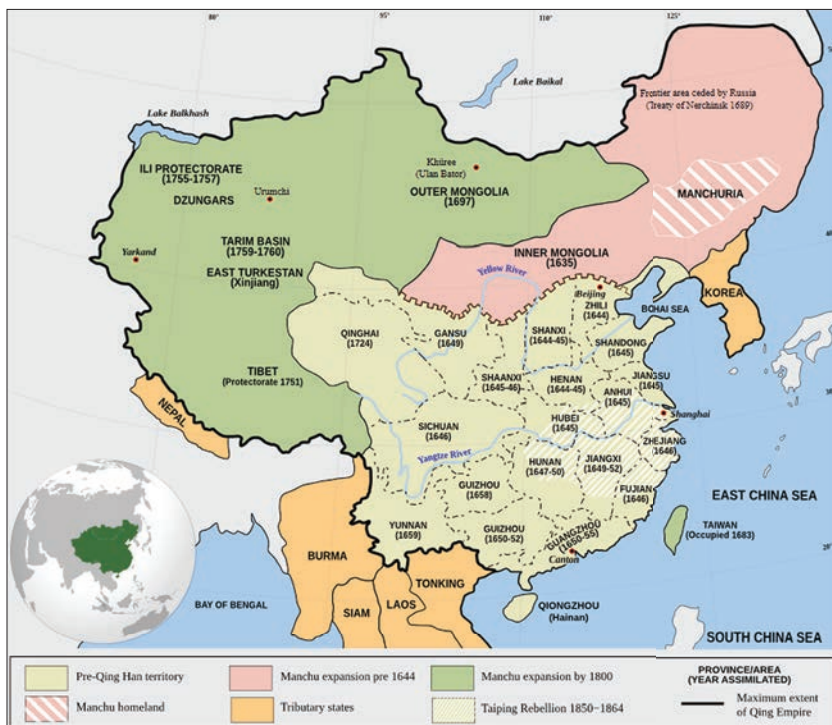 80°
95°
110°
125°
Lake Baikal
Frontier area ceded by Russia
(Treaty of Nerchinsk 1689)
Lake Balkhash
ILI PROTECTORATE
(1755-1757)
DZUNGARS
Urumchi
Khüree
(Ulan Bator)
OUTER MONGOLIA
(1697)
MANCHURIA
Yarkand
TARIM BASIN
(1759-1760)
EAST TURKESTAN
(Xinjiang)
INNER MONGOLIA
(1635)
Yellow River
Beijing
ZHILI
(1644)
BOHAI SEA
KOREA
QINGHAI
(1724)
GANSU
(1649)
SHANXI
(1644-45)
SHANDONG
(1645)
TIBET
(Protectorate 1751)
SHAANXI
(1645-46)
HENAN
(1644-45)
JIANGSU
(1645)
ANHUI
(1645)
NEPAL
SICHUAN
(1646)
HUBEI
(1645)
Shanghai
Yangtze River
HUNAN
(1647-50)
JIANGXI
(1649-52)
ZHEJIANG
(1646)
GUIZHOU
(1658)
FUJIAN
(1646)
EAST CHINA SEA
YUNNAN
(1659)
GUIZHOU
(1650-52)
GUANGZHOU
(1650-55)
Canton
TAIWAN
(Occupied 1683)
BURMA
TONKING
BAY OF BENGAL
SIAM
LAOS
QIONGZHOU
(Hainan)
SOUTH CHINA SEA
Pre-Qing Han territory
Manchu expansion pre 1644
Manchu expansion by 1800
PROVINCE/AREA
(YEAR ASSIMILATED)
Manchu homeland
Tributary states
Taiping Rebellion 1850−1864
Maximum extent
of Qing Empire